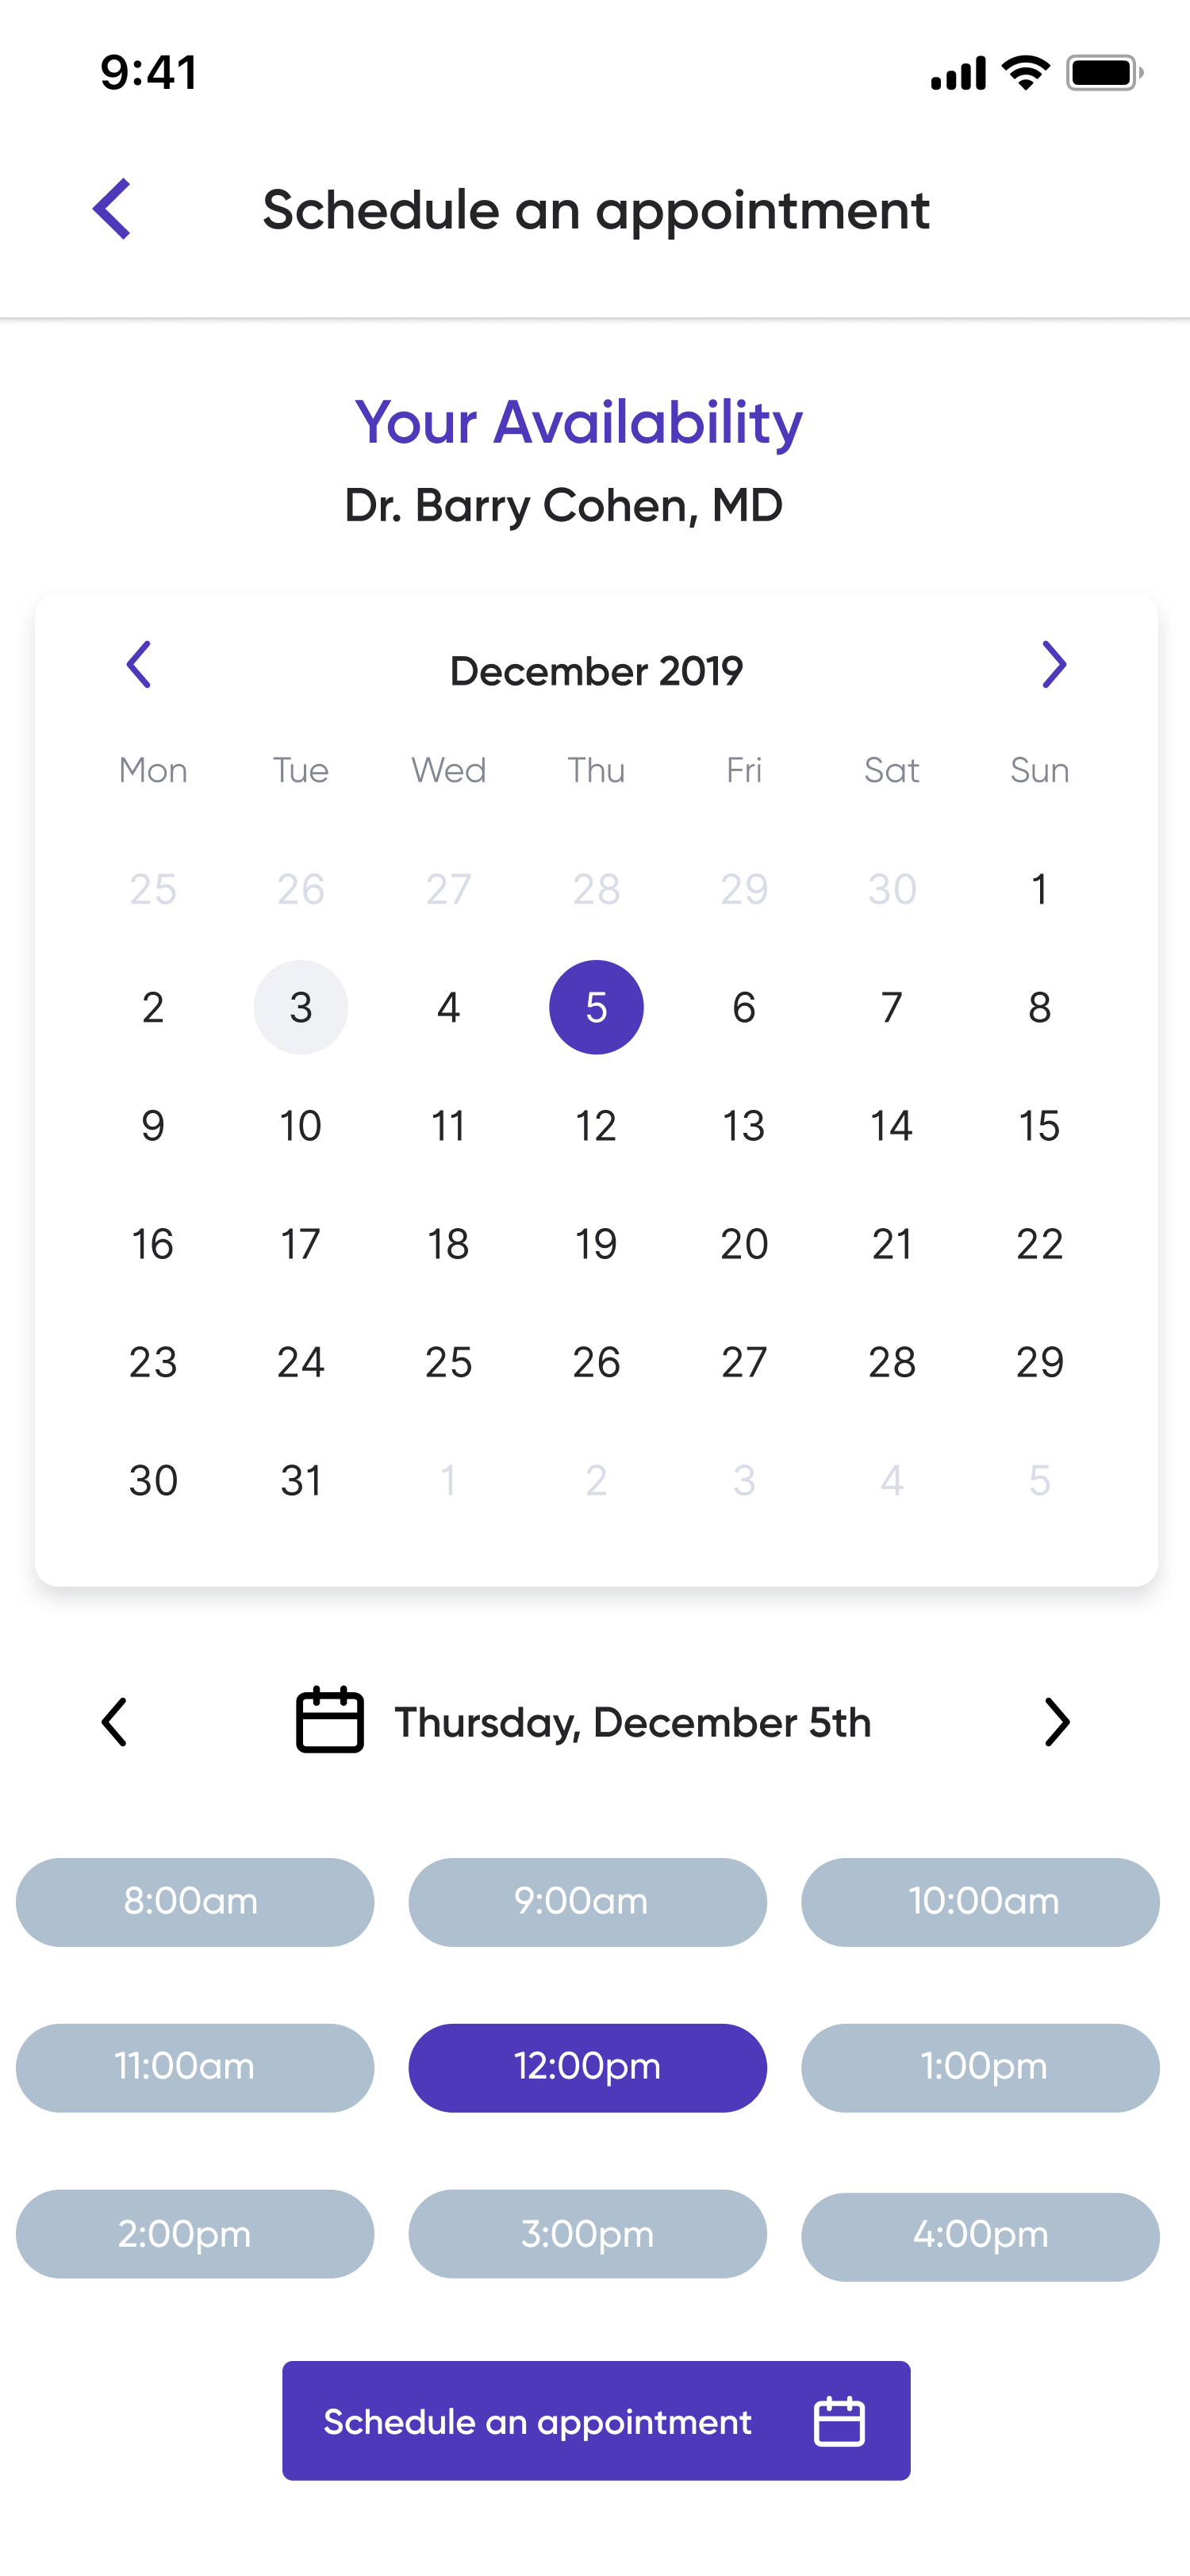 9:41
Schedule an appointment
Your Availability
Dr. Barry Cohen, MD
December 2019
Mon Tue Wed Thu Fri Sat Sun
25 26 27 28 29 30 1
2 3 4 5 6 7 8
9 10 11 12 13 14 15
16 17 18 19 20 21 22
23 24 25 26 27 28 29
30 31 1 2 3 4 5
Thursday, December 5th
8:00am 9:00am 10:00am
11:00am 12:00pm 1:00pm
2:00pm 3:00pm 4:00pm
Schedule an appointment